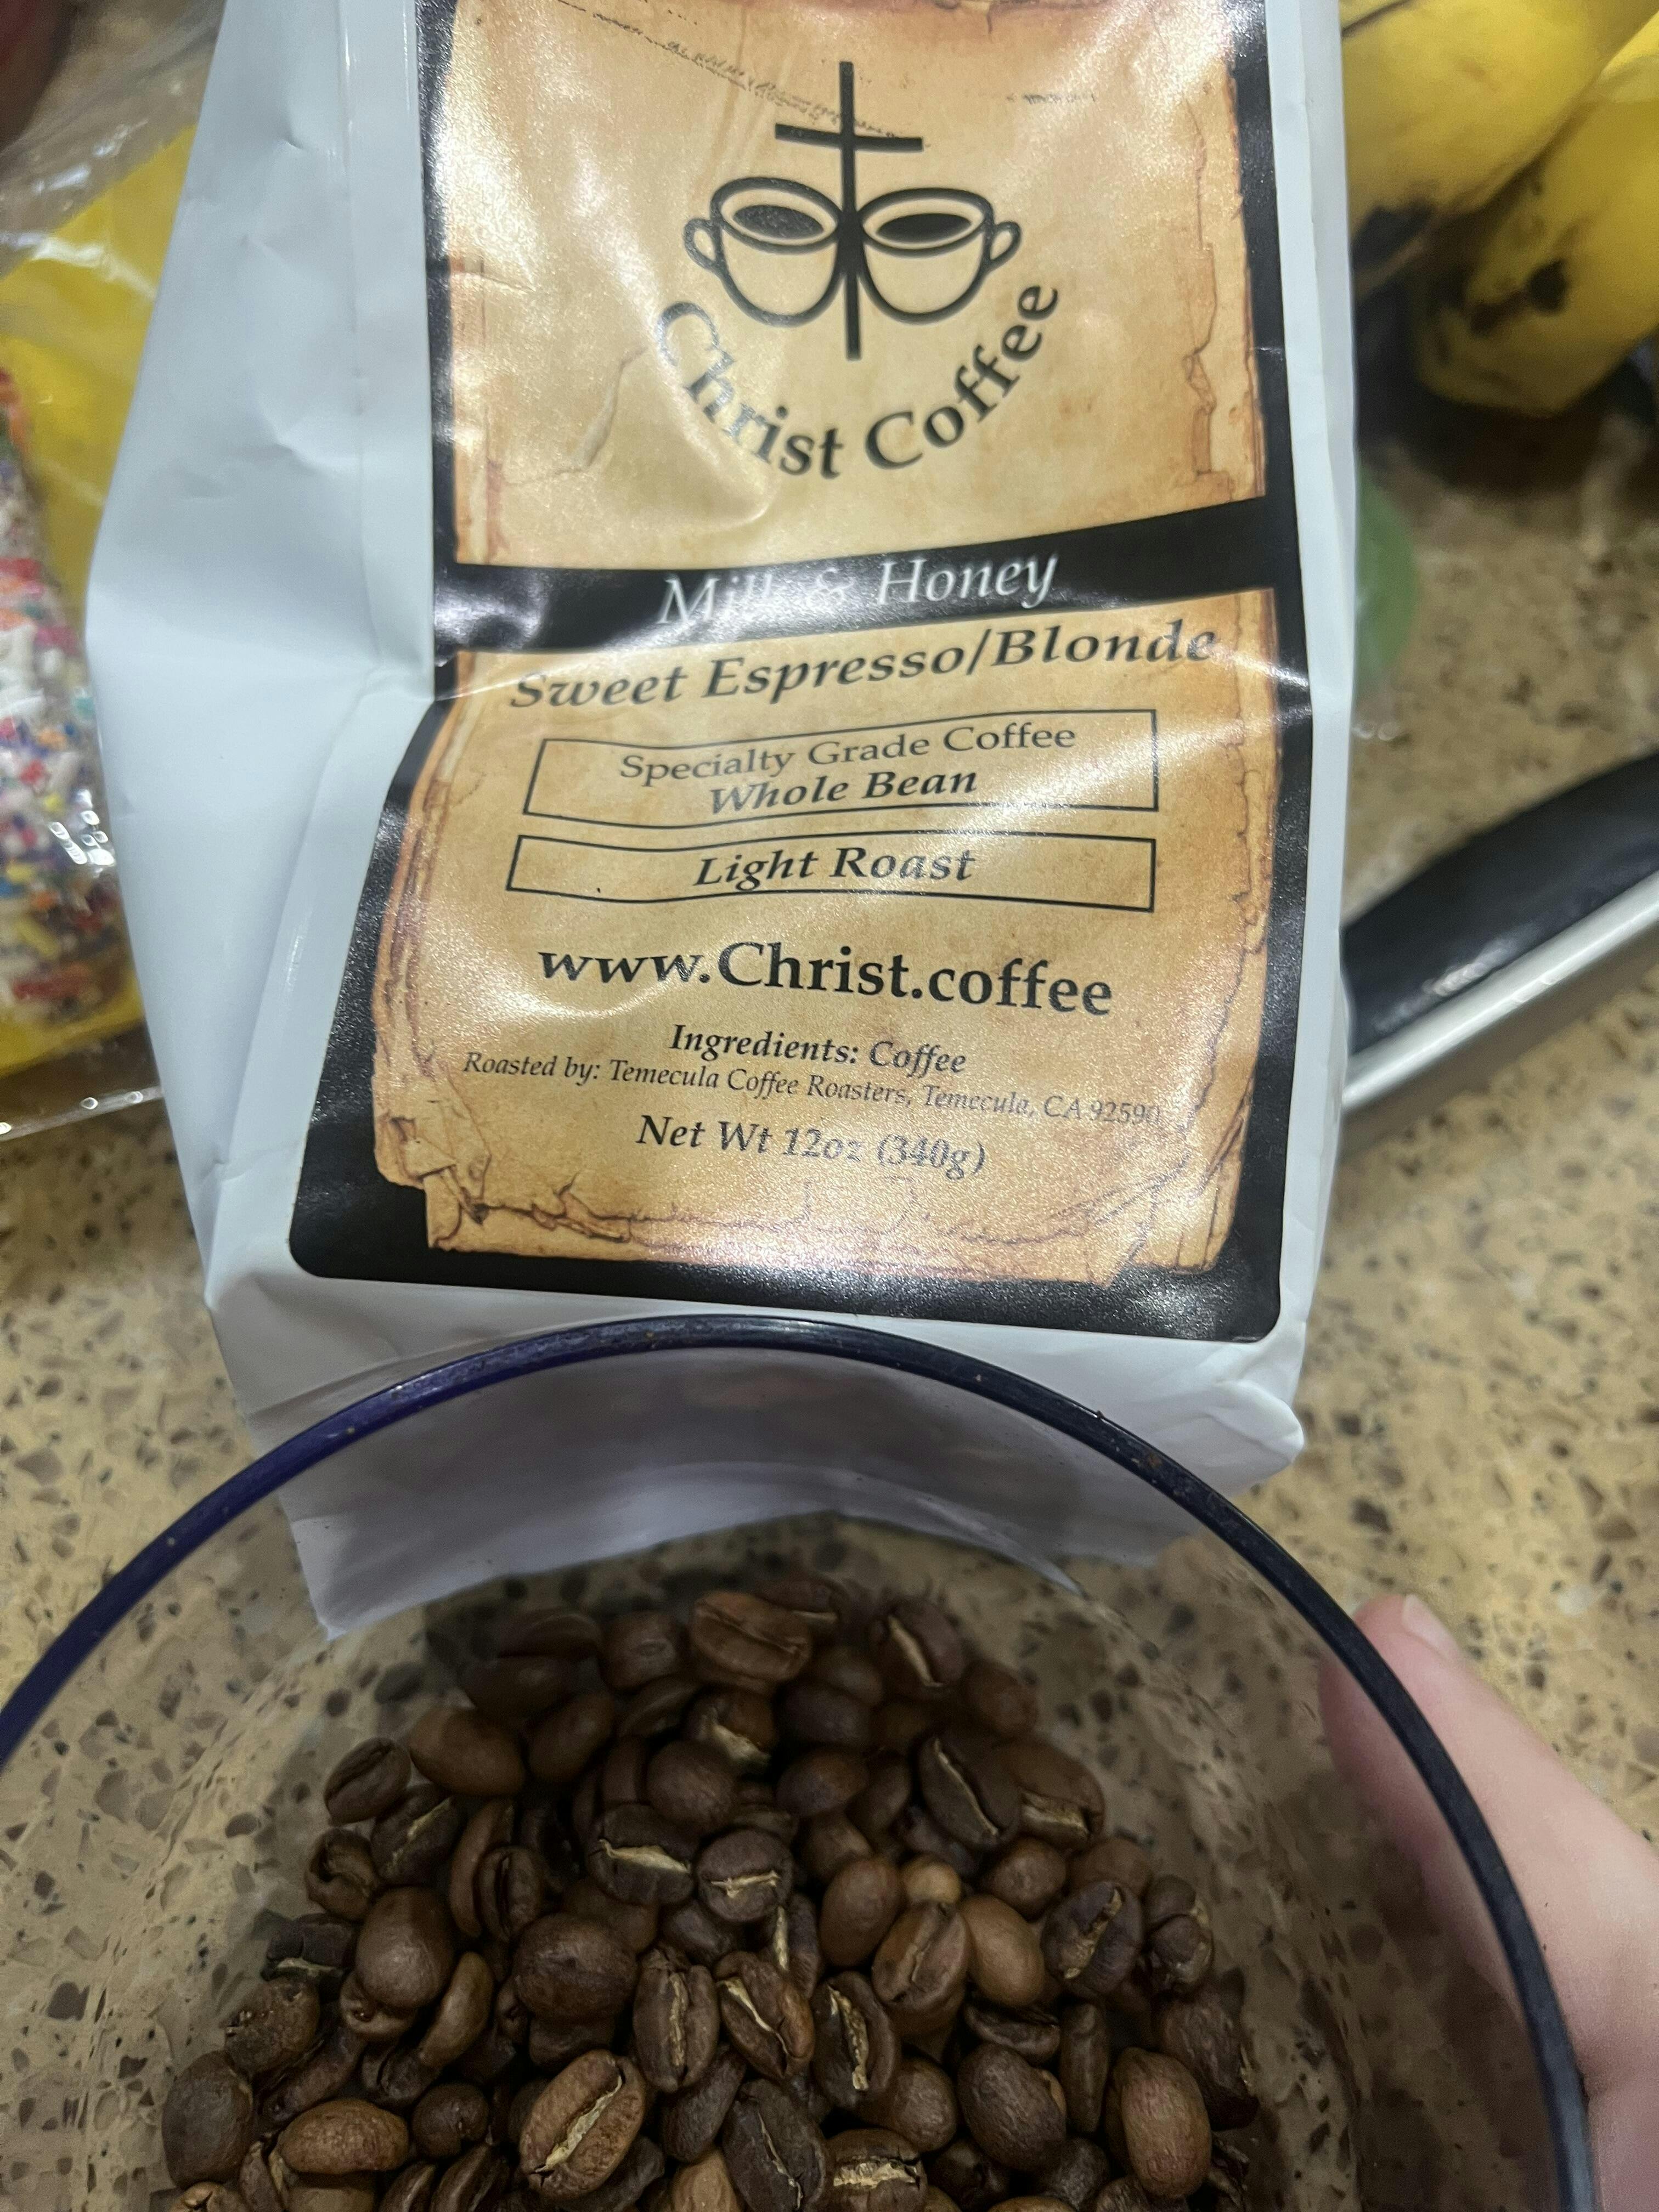 Christ Coffee
Milk & Honey
Sweet Espresso/Blonde
Specialty Grade Coffee
Whole Bean
Light Roast
www.Christ.coffee
Ingredients: Coffee
Roasted by: Temecula Coffee Roasters, Temecula, CA 92590
Net Wt 12oz (340g)